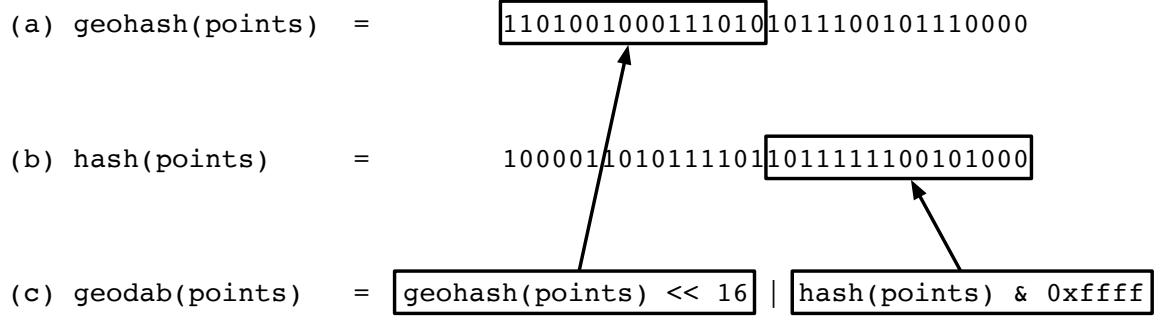 (a) geohash(points) = 11010010001110101011100101110000
(b) hash(points) = 10000110101111011011111100101000
(c) geodab(points) = geohash(points) << 16 | hash(points) & 0xffff